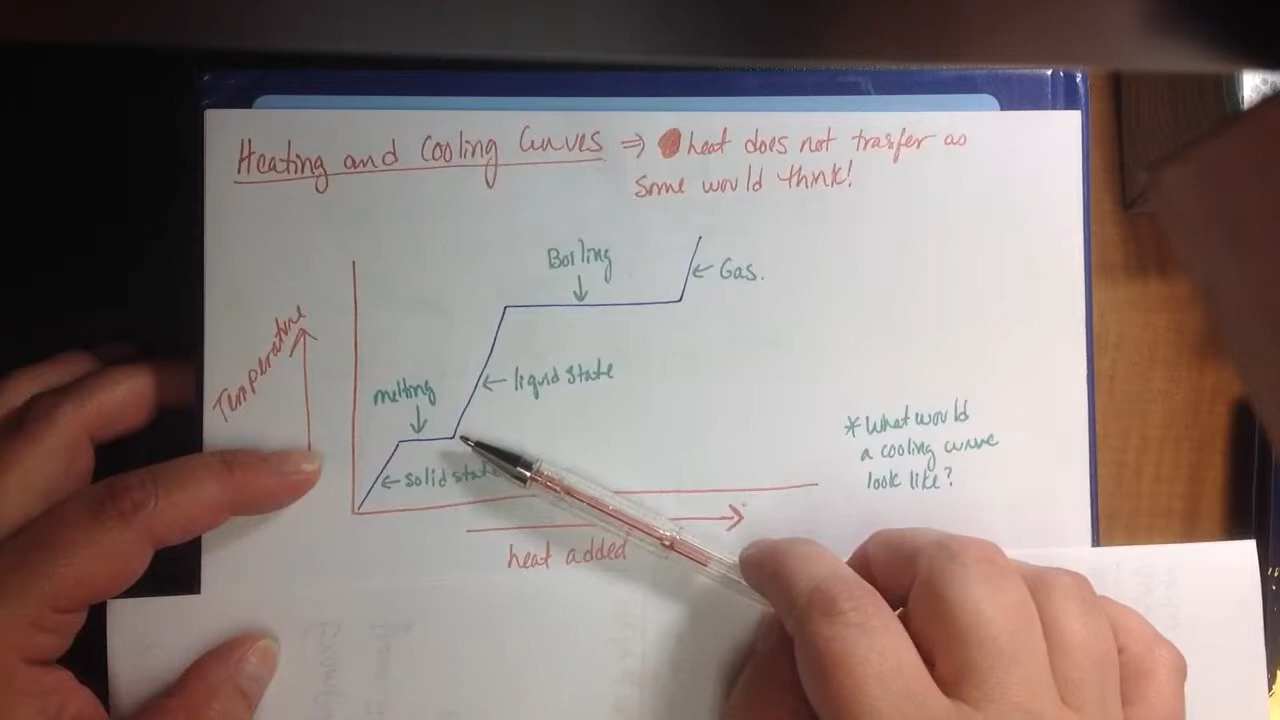 Heating and Cooling Curves ⇒ heat does not trasfer as
some would think!
Boiling
← Gas.
Temperature
melting
← liquid state
← solid state
* What would
a cooling curve
look like?
heat added